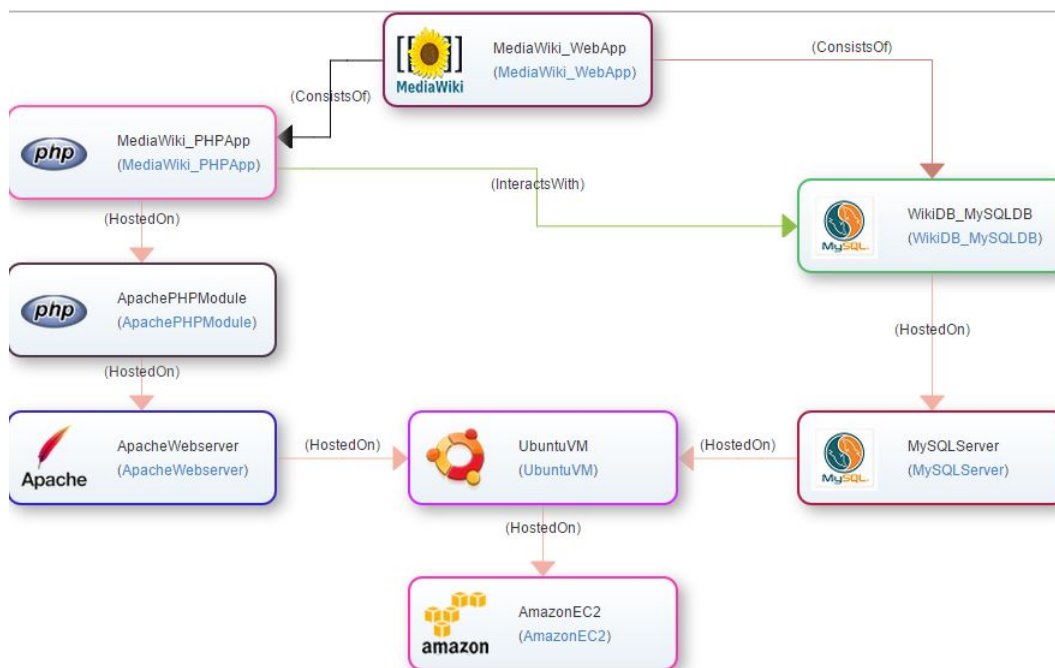 [[ ]]
MediaWiki
MediaWiki_WebApp
(MediaWiki_WebApp)
(ConsistsOf)
(ConsistsOf)
php
MediaWiki_PHPApp
(MediaWiki_PHPApp)
(InteractsWith)
(HostedOn)
MySQL
WikiDB_MySQLDB
(WikiDB_MySQLDB)
php
ApachePHPModule
(ApachePHPModule)
(HostedOn)
(HostedOn)
Apache
ApacheWebserver
(ApacheWebserver)
(HostedOn)
UbuntuVM
(UbuntuVM)
(HostedOn)
MySQL
MySQLServer
(MySQLServer)
(HostedOn)
amazon
AmazonEC2
(AmazonEC2)